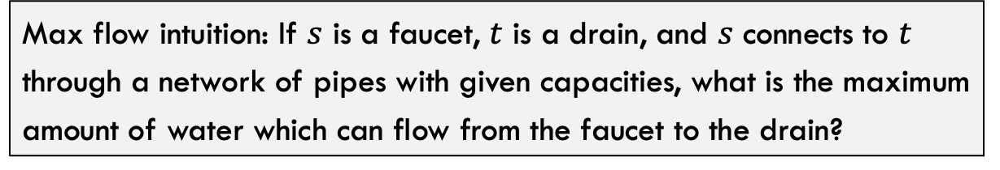 Max flow intuition: If s is a faucet, t is a drain, and s connects to t
through a network of pipes with given capacities, what is the maximum
amount of water which can flow from the faucet to the drain?